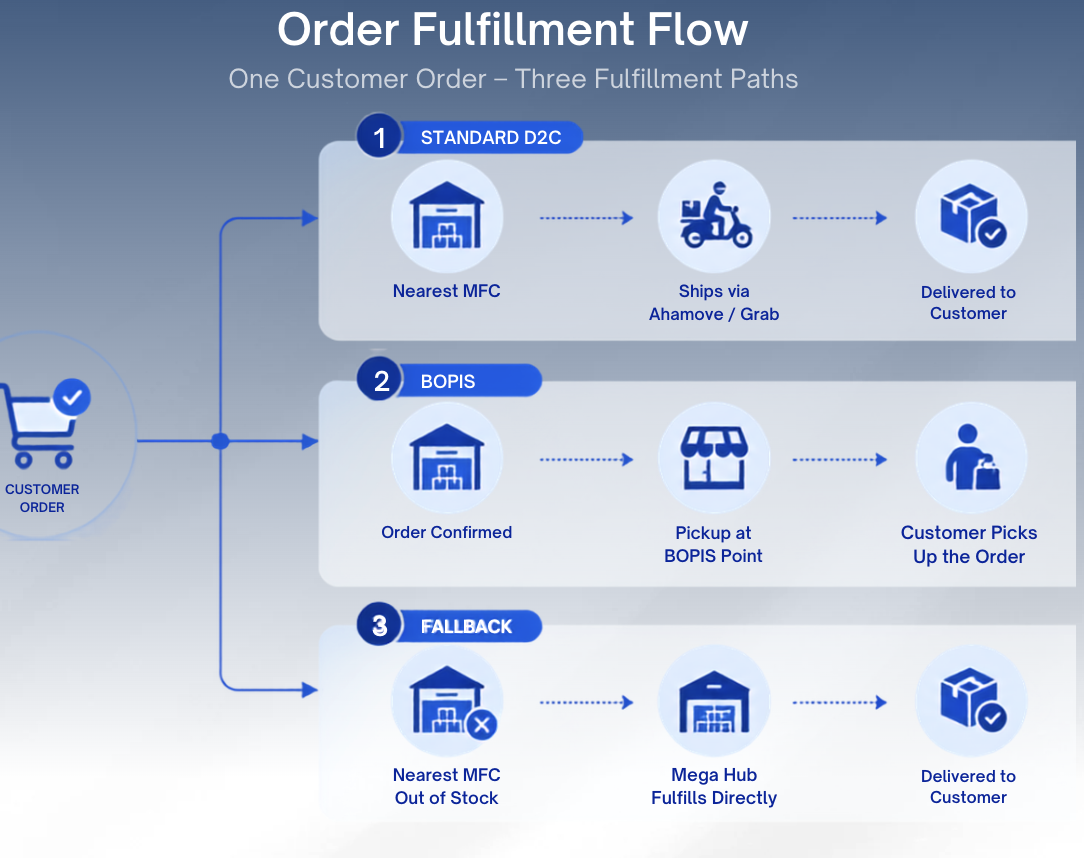 Order Fulfillment Flow
One Customer Order – Three Fulfillment Paths
CUSTOMER
ORDER
1
STANDARD D2C
Nearest MFC
Ships via
Ahamove / Grab
Delivered to
Customer
2
BOPIS
Order Confirmed
Pickup at
BOPIS Point
Customer Picks
Up the Order
3
FALLBACK
Nearest MFC
Out of Stock
Mega Hub
Fulfills Directly
Delivered to
Customer